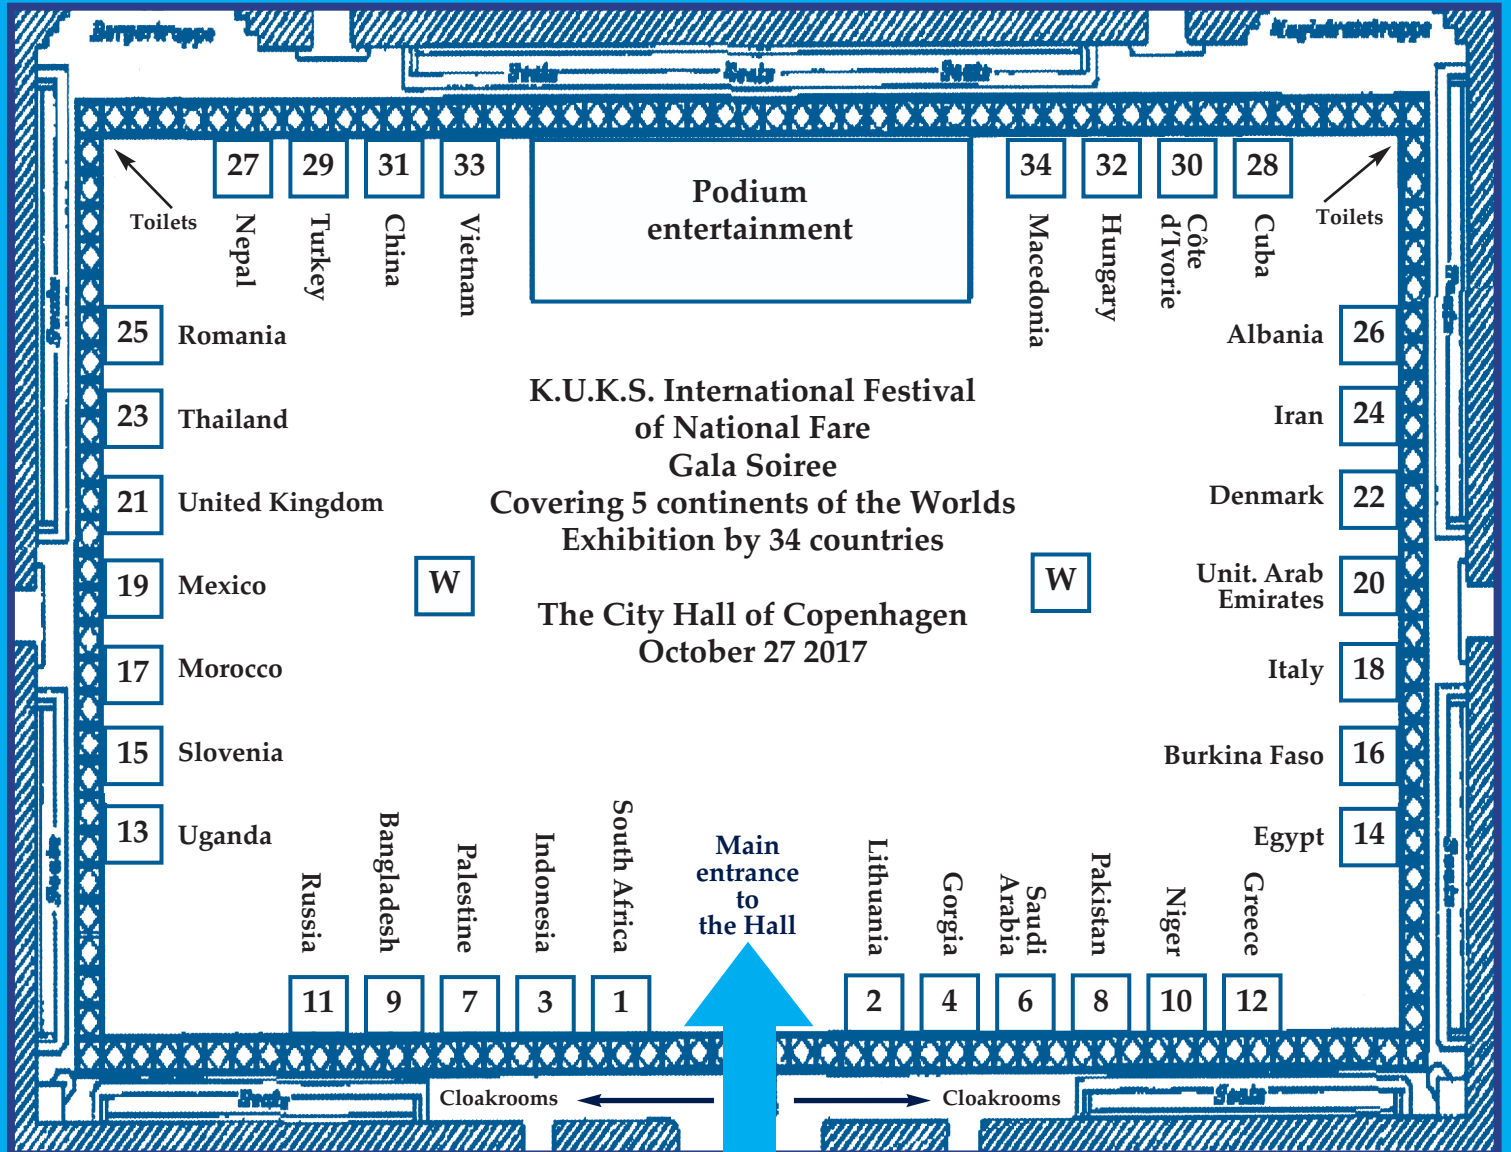 Seats
Seats
Seats
27
29
31
33
34
32
30
28
Podium
entertainment
Toilets
Nepal
Turkey
China
Vietnam
Macedonia
Hungary
Côte
d'Ivorie
Cuba
Toilets
25
Romania
Albania
26
23
Thailand
Iran
24
21
United Kingdom
Denmark
22
19
Mexico
Unit. Arab
Emirates
20
17
Morocco
Italy
18
15
Slovenia
Burkina Faso
16
13
Uganda
Egypt
14
K.U.K.S. International Festival
of National Fare
Gala Soiree
Covering 5 continents of the Worlds
Exhibition by 34 countries
W
W
The City Hall of Copenhagen
October 27 2017
Russia
Bangladesh
Palestine
Indonesia
South Africa
Main
entrance
to
the Hall
Lithuania
Gorgia
Saudi
Arabia
Pakistan
Niger
Greece
11
9
7
3
1
2
4
6
8
10
12
Seats
Cloakrooms
Cloakrooms
Seats